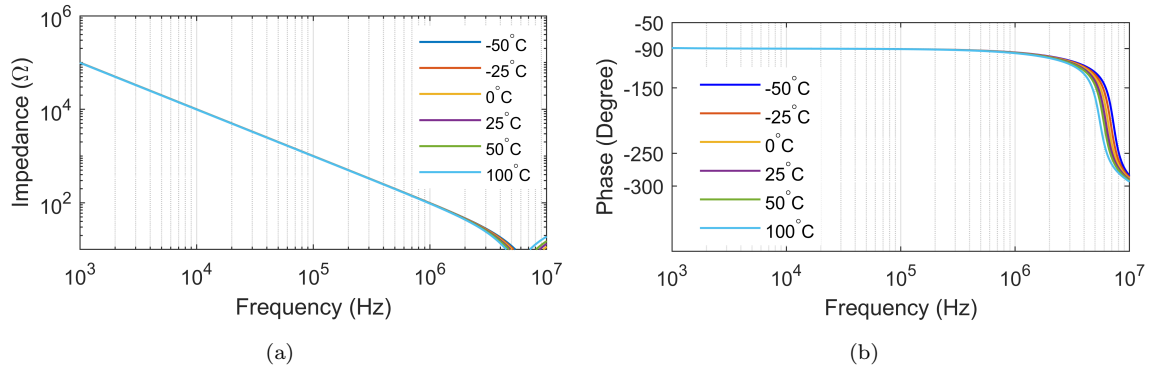 10^6
10^4
10^2
Impedance (Ω)
-50°C
-25°C
0°C
25°C
50°C
100°C
10^3 10^4 10^5 10^6 10^7
Frequency (Hz)
(a)
-50
-90
-150
-250
-300
Phase (Degree)
-50°C
-25°C
0°C
25°C
50°C
100°C
10^3 10^4 10^5 10^6 10^7
Frequency (Hz)
(b)